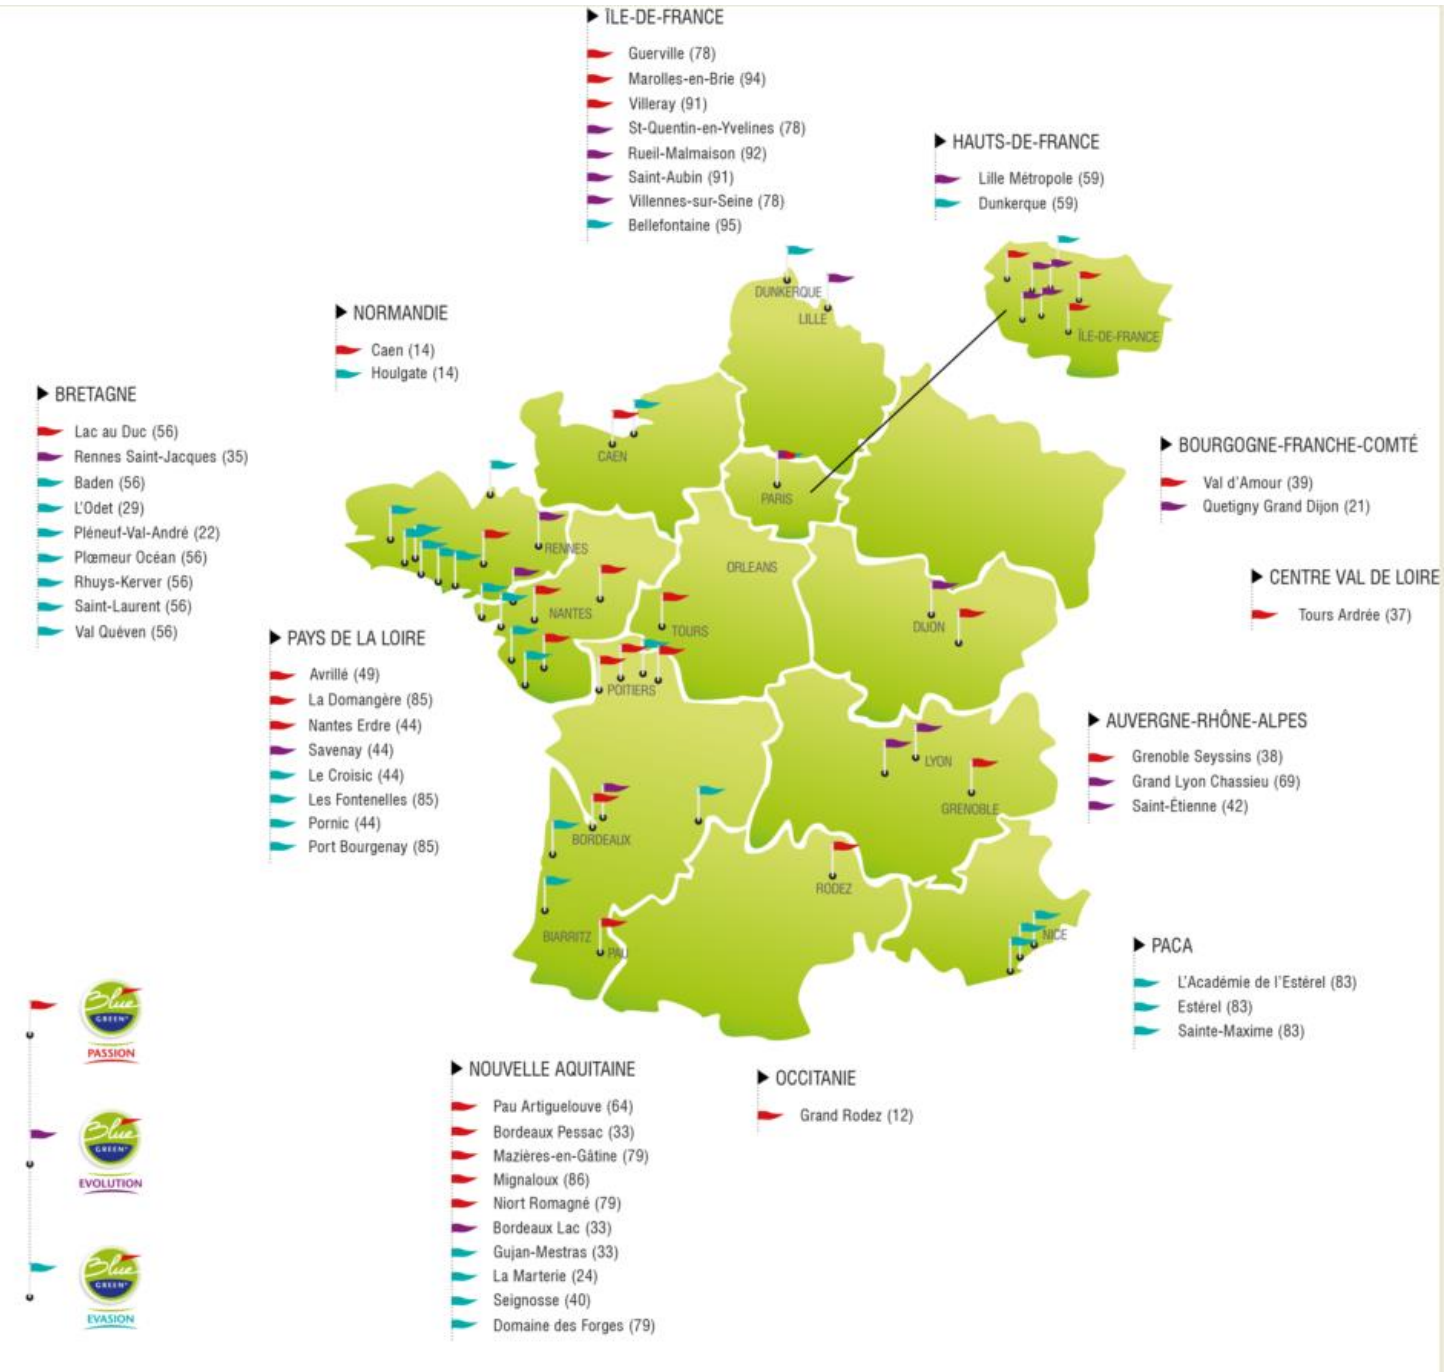 ÎLE-DE-FRANCE
Guerville (78)
Marolles-en-Brie (94)
Villeray (91)
St-Quentin-en-Yvelines (78)
Rueil-Malmaison (92)
Saint-Aubin (91)
Villennes-sur-Seine (78)
Bellefontaine (95)
HAUTS-DE-FRANCE
Lille Métropole (59)
Dunkerque (59)
NORMANDIE
Caen (14)
Houlgate (14)
BRETAGNE
Lac au Duc (56)
Rennes Saint-Jacques (35)
Baden (56)
L'Odet (29)
Pléneuf-Val-André (22)
Plœmeur Océan (56)
Rhuys-Kerver (56)
Saint-Laurent (56)
Val Quéven (56)
PAYS DE LA LOIRE
Avrillé (49)
La Domangère (85)
Nantes Erdre (44)
Savenay (44)
Le Croisic (44)
Les Fontenelles (85)
Pornic (44)
Port Bourgenay (85)
BOURGOGNE-FRANCHE-COMTÉ
Val d'Amour (39)
Quetigny Grand Dijon (21)
CENTRE VAL DE LOIRE
Tours Ardrée (37)
AUVERGNE-RHÔNE-ALPES
Grenoble Seyssins (38)
Grand Lyon Chassieu (69)
Saint-Étienne (42)
PACA
L'Académie de l'Estérel (83)
Estérel (83)
Sainte-Maxime (83)
NOUVELLE AQUITAINE
Pau Artiguelouve (64)
Bordeaux Pessac (33)
Mazières-en-Gâtine (79)
Mignaloux (86)
Niort Romagné (79)
Bordeaux Lac (33)
Gujan-Mestras (33)
La Marterie (24)
Seignosse (40)
Domaine des Forges (79)
OCCITANIE
Grand Rodez (12)
DUNKERQUE
LILLE
ÎLE-DE-FRANCE
CAEN
PARIS
RENNES
ORLEANS
NANTES
TOURS
DIJON
POITIERS
LYON
GRENOBLE
BORDEAUX
RODEZ
BIARRITZ
PAU
NICE
Blue
GREEN
PASSION
Blue
GREEN
EVOLUTION
Blue
GREEN
EVASION